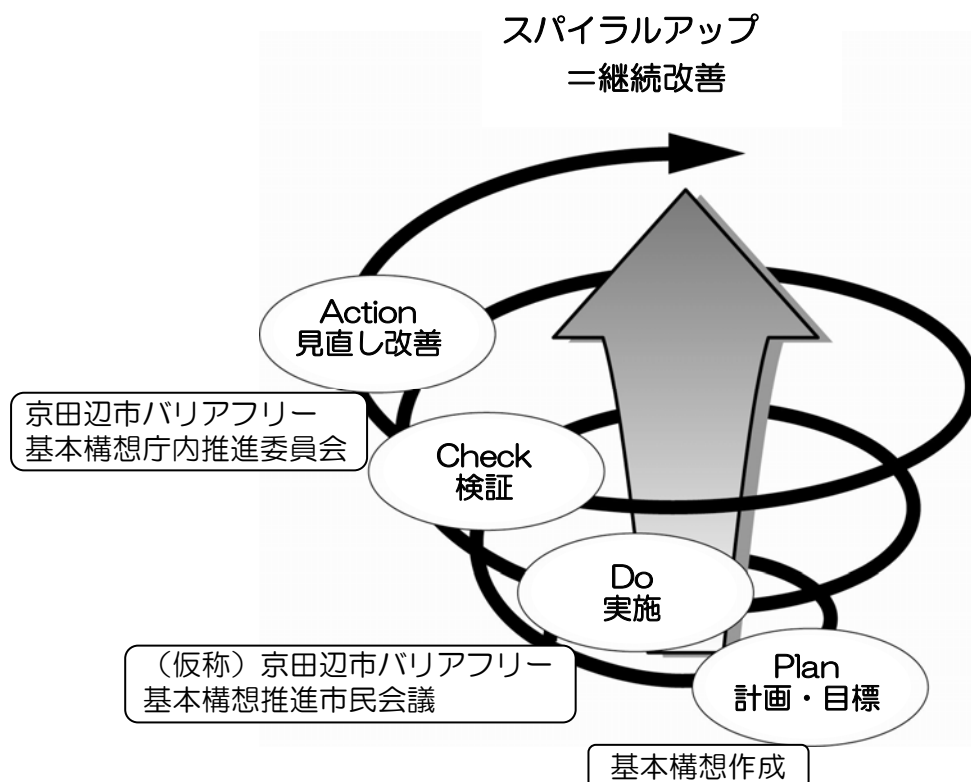 スパイラルアップ
＝継続改善
Action
見直し改善
京田辺市バリアフリー
基本構想庁内推進委員会
Check
検証
Do
実施
（仮称）京田辺市バリアフリー
基本構想推進市民会議
Plan
計画・目標
基本構想作成